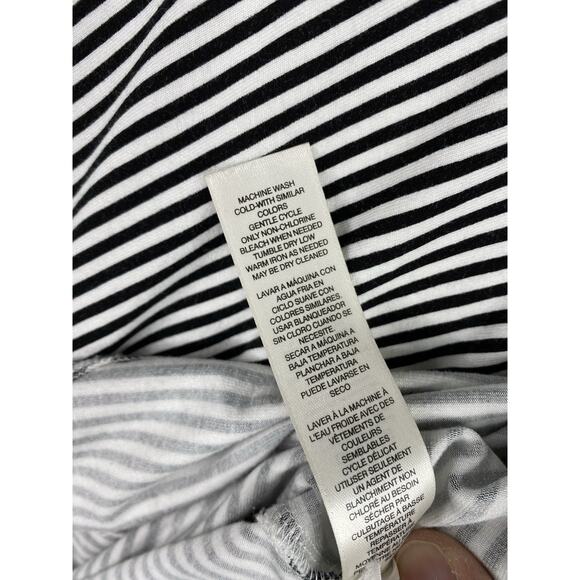 MACHINE WASH
COLD-WITH SIMILAR
COLORS
GENTLE CYCLE
ONLY NON-CHLORINE
BLEACH WHEN NEEDED
TUMBLE DRY LOW
WARM IRON AS NEEDED
MAY BE DRY CLEANED
LAVAR A MÁQUINA CON
AGUA FRIA EN
CICLO SUAVE CON
COLORES SIMILARES.
USAR BLANQUEADOR
SIN CLORO CUANDO SE
NECESITE
SECAR A MÁQUINA A
BAJA TEMPERATURA
PLANCHAR A BAJA
TEMPERATURA
PUEDE LAVARSE EN
SECO
LAVER À LA MACHINE À
L'EAU FROIDE AVEC DES
VÊTEMENTS DE
COULEURS
SEMBLABLES
CYCLE DÉLICAT
UTILISER SEULEMENT
UN AGENT DE
BLANCHIMENT NON
CHLORÉ AU BESOIN
SÉCHER PAR
CULBUTAGE À BASSE
TEMPÉRATURE
REPASSER À
TEMPÉRATURE
MOYENNE